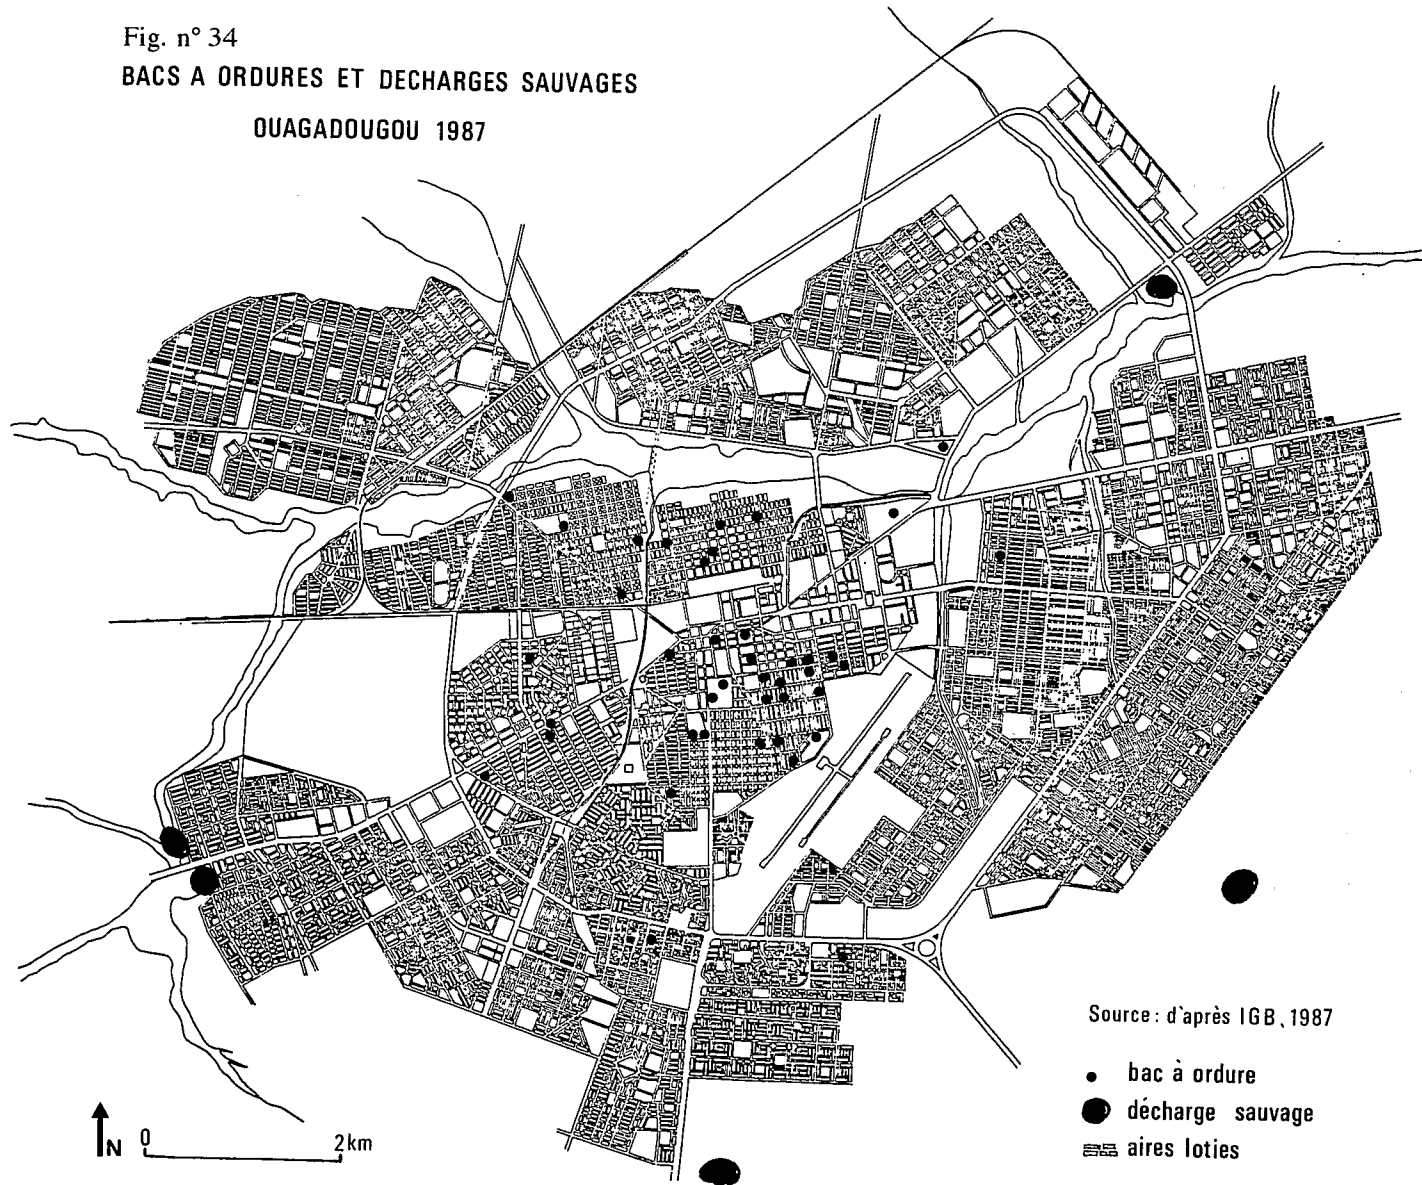 Fig. n° 34
BACS A ORDURES ET DECHARGES SAUVAGES
OUAGADOUGOU 1987
Source : d'après IGB, 1987
bac à ordure
décharge sauvage
aires loties
N
0 2km